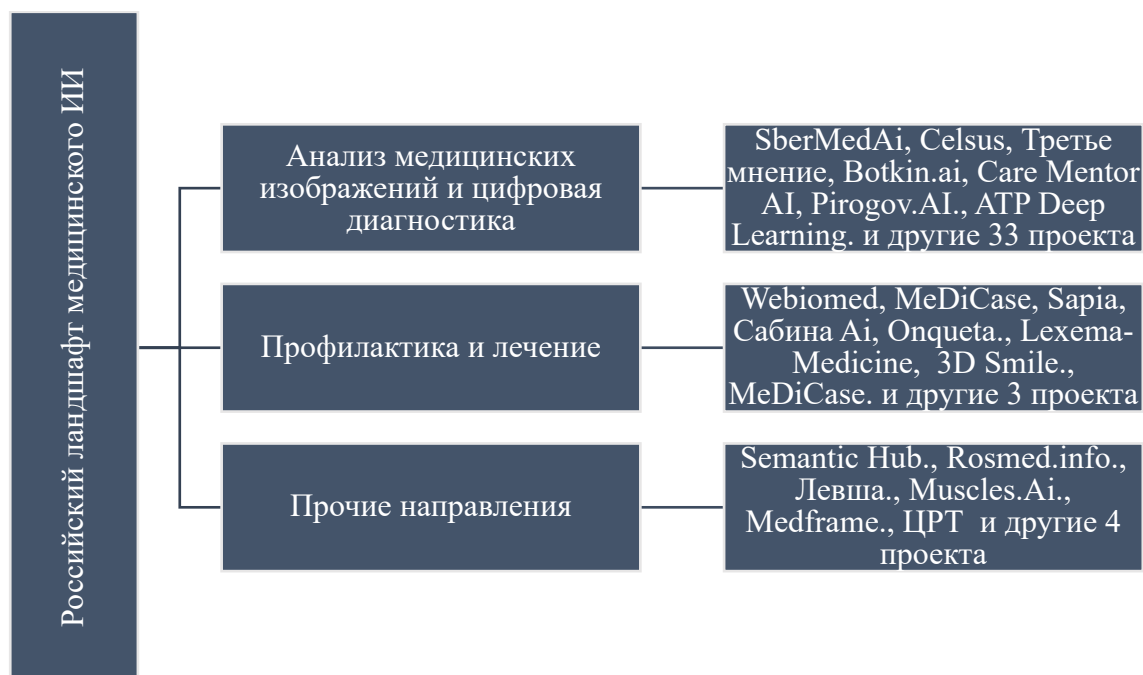 Российский ландшафт медицинского ИИ
Анализ медицинских
изображений и цифровая
диагностика
SberMedAi, Celsus, Третье
мнение, Botkin.ai, Care Mentor
AI, Pirogov.AI., ATP Deep
Learning. и другие 33 проекта
Профилактика и лечение
Webiomed, MeDiCase, Sapia,
Сабина Ai, Onqueta., Lexema-
Medicine, 3D Smile.,
MeDiCase. и другие 3 проекта
Прочие направления
Semantic Hub., Rosmed.info.,
Левша., Muscles.Ai.,
Medframe., ЦРТ и другие 4
проекта